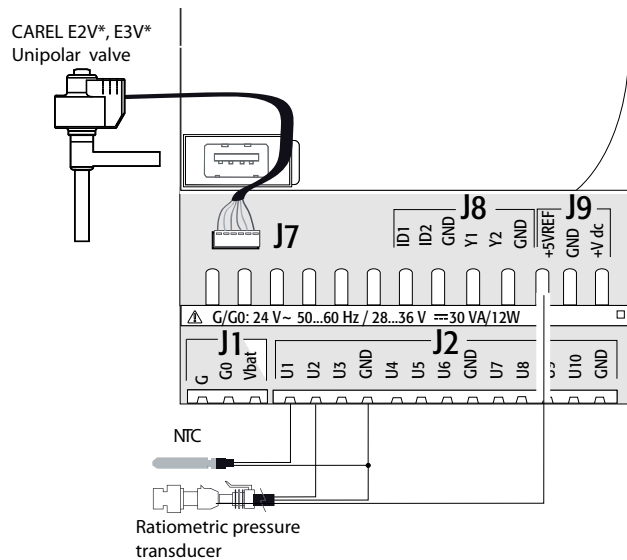 CAREL E2V*, E3V*
Unipolar valve
J7
J8
J9
ID1
ID2
GND
Y1
Y2
GND
+5VREF
GND
+V dc
⚠ G/G0: 24 V~ 50...60 Hz / 28...36 V ⎓ 30 VA/12W
J1
J2
G
G0
Vbat
U1
U2
U3
GND
U4
U5
U6
GND
U7
U8
U9
U10
GND
NTC
Ratiometric pressure
transducer